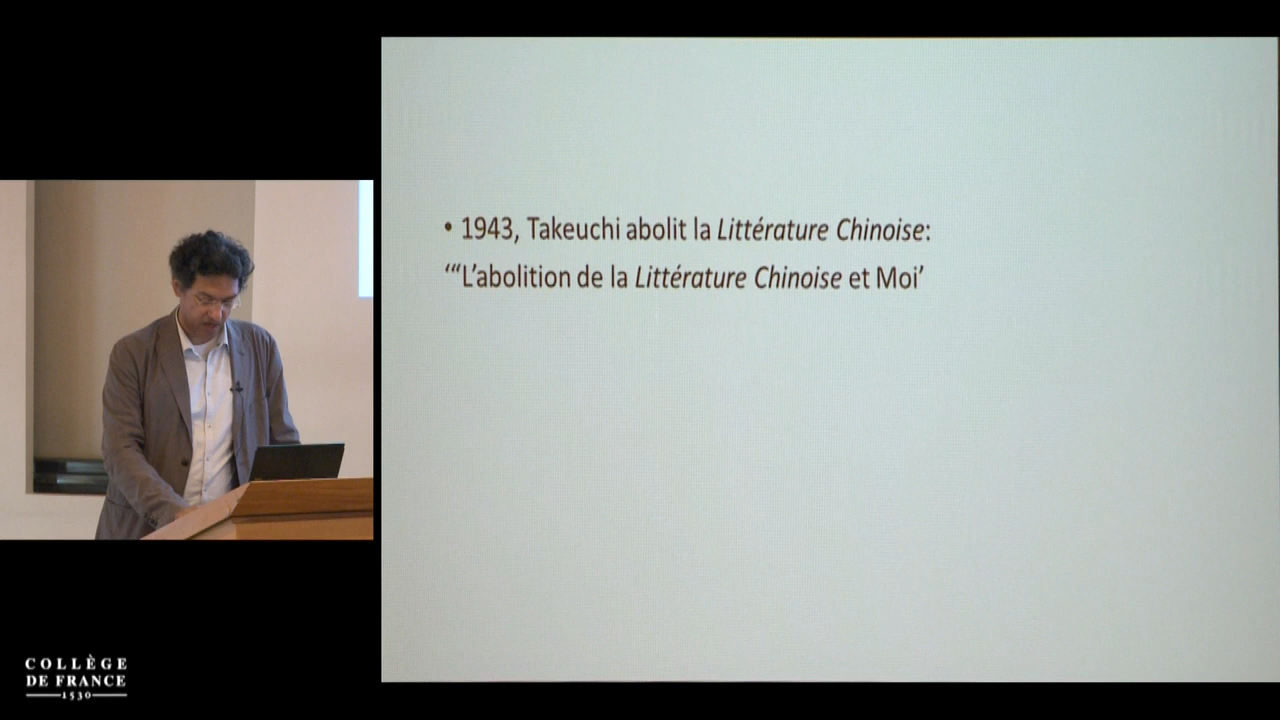 • 1943, Takeuchi abolit la Littérature Chinoise:
‘“L’abolition de la Littérature Chinoise et Moi’
COLLÈGE
DE FRANCE
1530